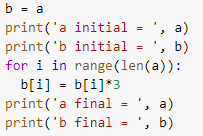 b = a
print('a initial = ', a)
print('b initial = ', b)
for i in range(len(a)):
  b[i] = b[i]*3
print('a final = ', a)
print('b final = ', b)